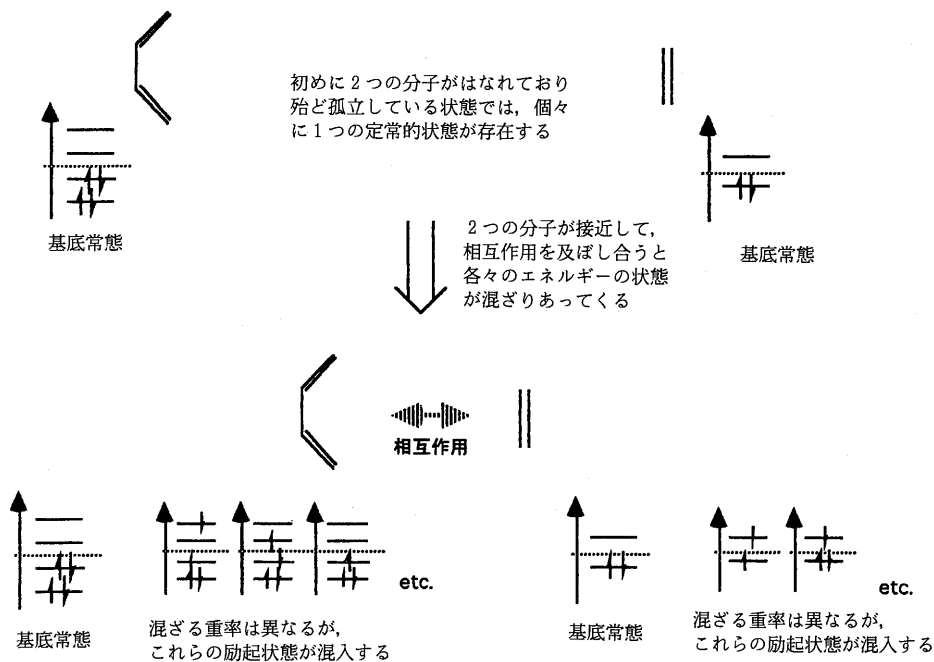 初めに2つの分子がはなれており
殆ど孤立している状態では,個々
に1つの定常的状態が存在する
基底常態
基底常態
2つの分子が接近して,
相互作用を及ぼし合うと
各々のエネルギーの状態
が混ざりあってくる
相互作用
etc.
etc.
基底常態
混ざる重率は異なるが,
これらの励起状態が混入する
基底常態
混ざる重率は異なるが,
これらの励起状態が混入する